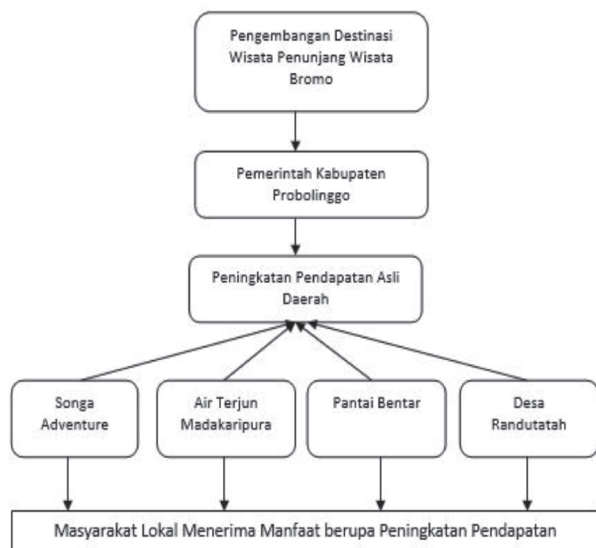 Pengembangan Destinasi
Wisata Penunjang Wisata
Bromo
Pemerintah Kabupaten
Probolinggo
Peningkatan Pendapatan Asli
Daerah
Songa
Adventure
Air Terjun
Madakaripura
Pantai Bentar
Desa
Randutatah
Masyarakat Lokal Menerima Manfaat berupa Peningkatan Pendapatan